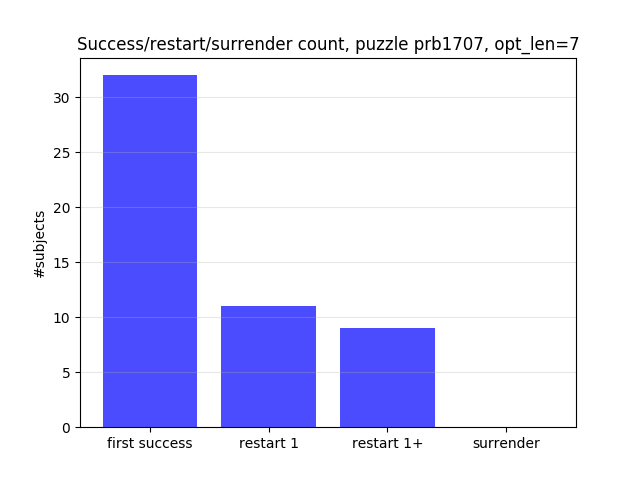 Success/restart/surrender count, puzzle prb1707, opt_len=7
30
25
20
15
10
5
0
#subjects
first success
restart 1
restart 1+
surrender